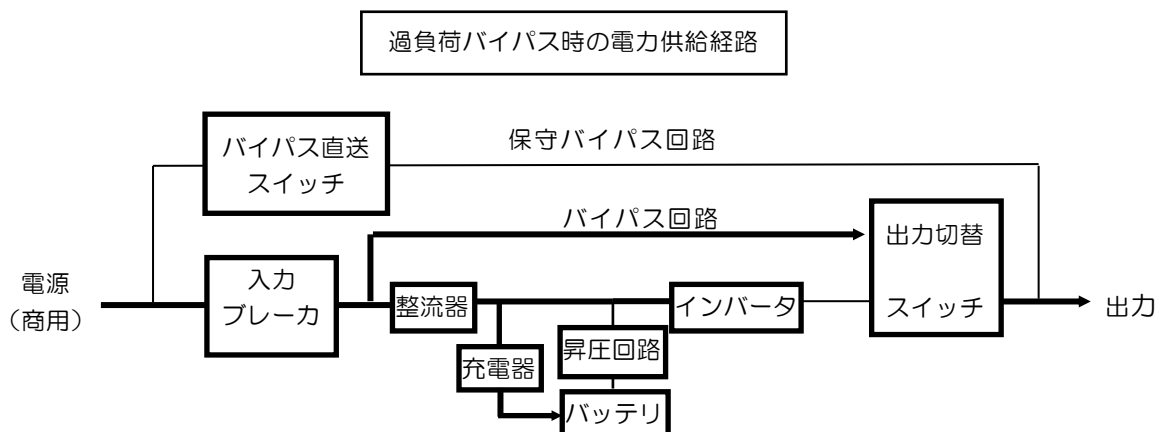 過負荷バイパス時の電力供給経路
バイパス直送
スイッチ
保守バイパス回路
バイパス回路
出力切替
スイッチ
電源
（商用）
入力
ブレーカ
整流器
インバータ
出力
充電器
昇圧回路
バッテリ